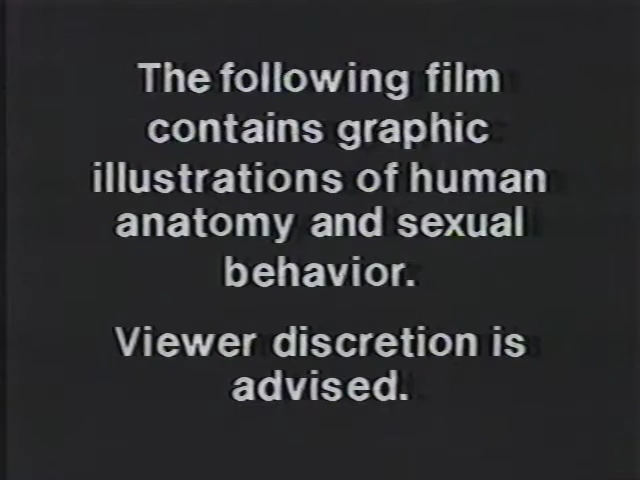 The following film
contains graphic
illustrations of human
anatomy and sexual
behavior.
Viewer discretion is
advised.